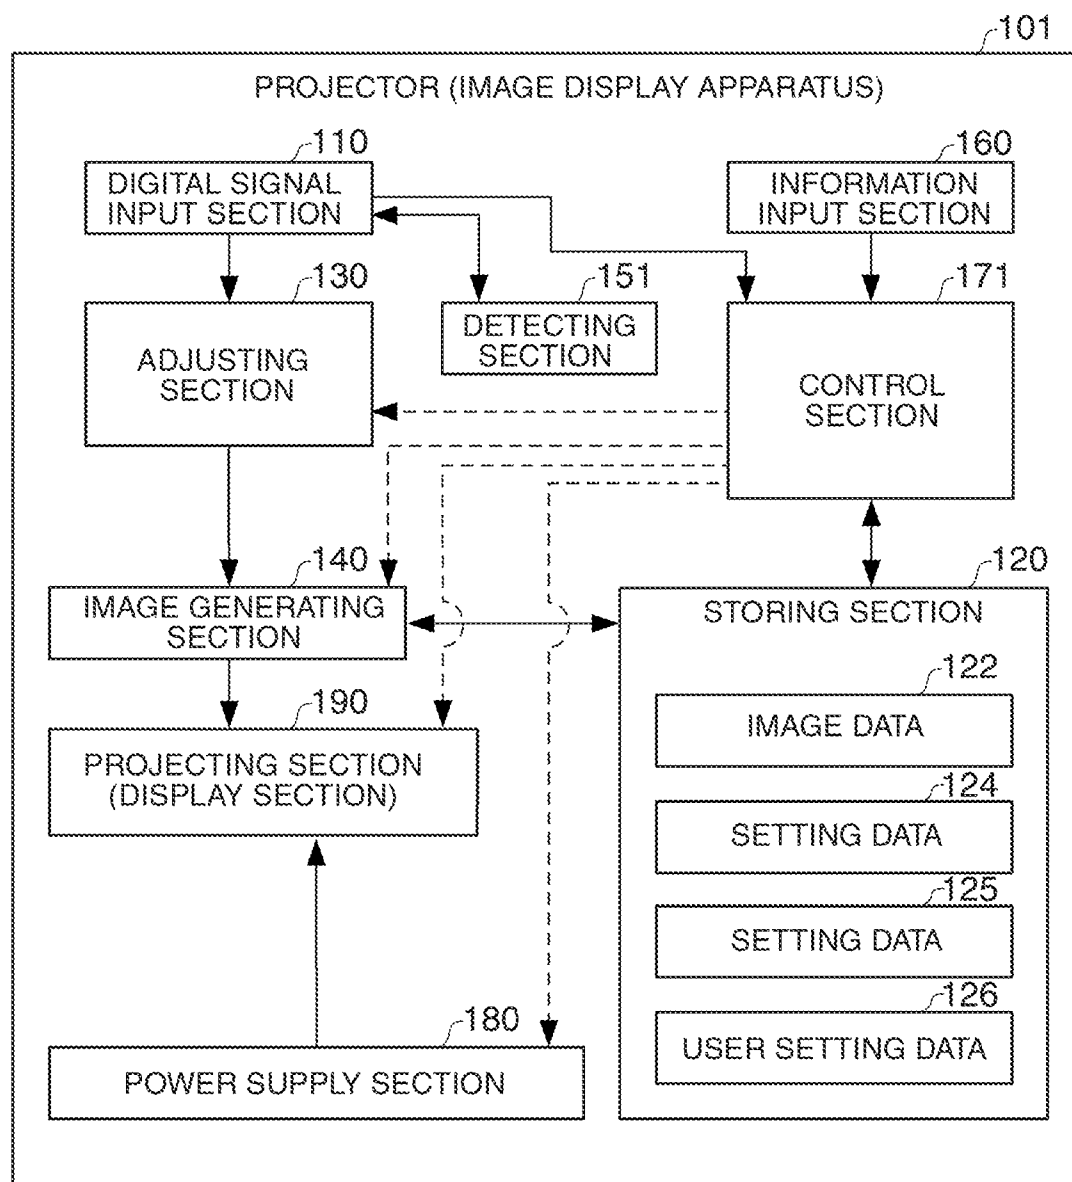 101
PROJECTOR (IMAGE DISPLAY APPARATUS)
110
DIGITAL SIGNAL
INPUT SECTION
160
INFORMATION
INPUT SECTION
130
ADJUSTING
SECTION
151
DETECTING
SECTION
171
CONTROL
SECTION
140
IMAGE GENERATING
SECTION
120
STORING SECTION
122
IMAGE DATA
190
PROJECTING SECTION
(DISPLAY SECTION)
124
SETTING DATA
125
SETTING DATA
126
USER SETTING DATA
180
POWER SUPPLY SECTION